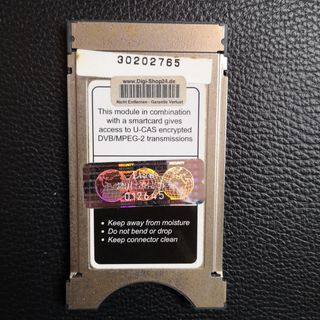 30202765
www.Digi-Shop24.de
Nicht Entfernen - Garantie Verlust
This module in combination
with a smartcard gives
access to U-CAS encrypted
DVB/MPEG-2 transmissions
012645
• Keep away from moisture
• Do not bend or drop
• Keep connector clean